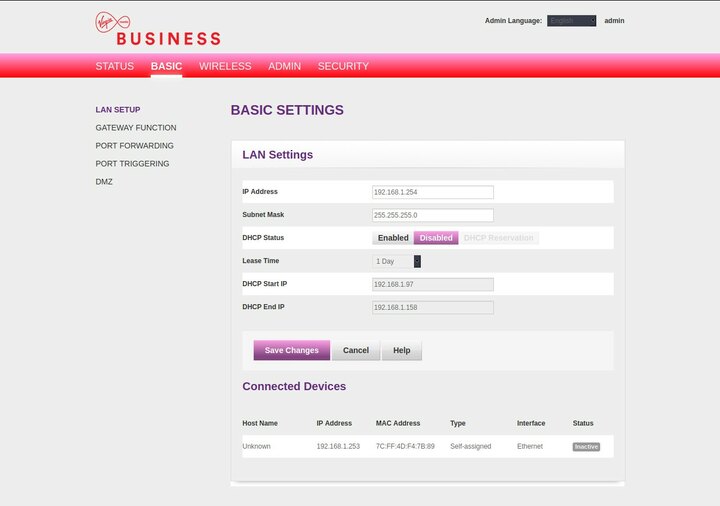 Virgin media
BUSINESS
Admin Language: English admin
STATUS BASIC WIRELESS ADMIN SECURITY
LAN SETUP
GATEWAY FUNCTION
PORT FORWARDING
PORT TRIGGERING
DMZ
BASIC SETTINGS
LAN Settings
IP Address 192.168.1.254
Subnet Mask 255.255.255.0
DHCP Status Enabled Disabled DHCP Reservation
Lease Time 1 Day
DHCP Start IP 192.168.1.97
DHCP End IP 192.168.1.158
Save Changes Cancel Help
Connected Devices
Host Name IP Address MAC Address Type Interface Status
Unknown 192.168.1.253 7C:FF:4D:F4:7B:89 Self-assigned Ethernet Inactive